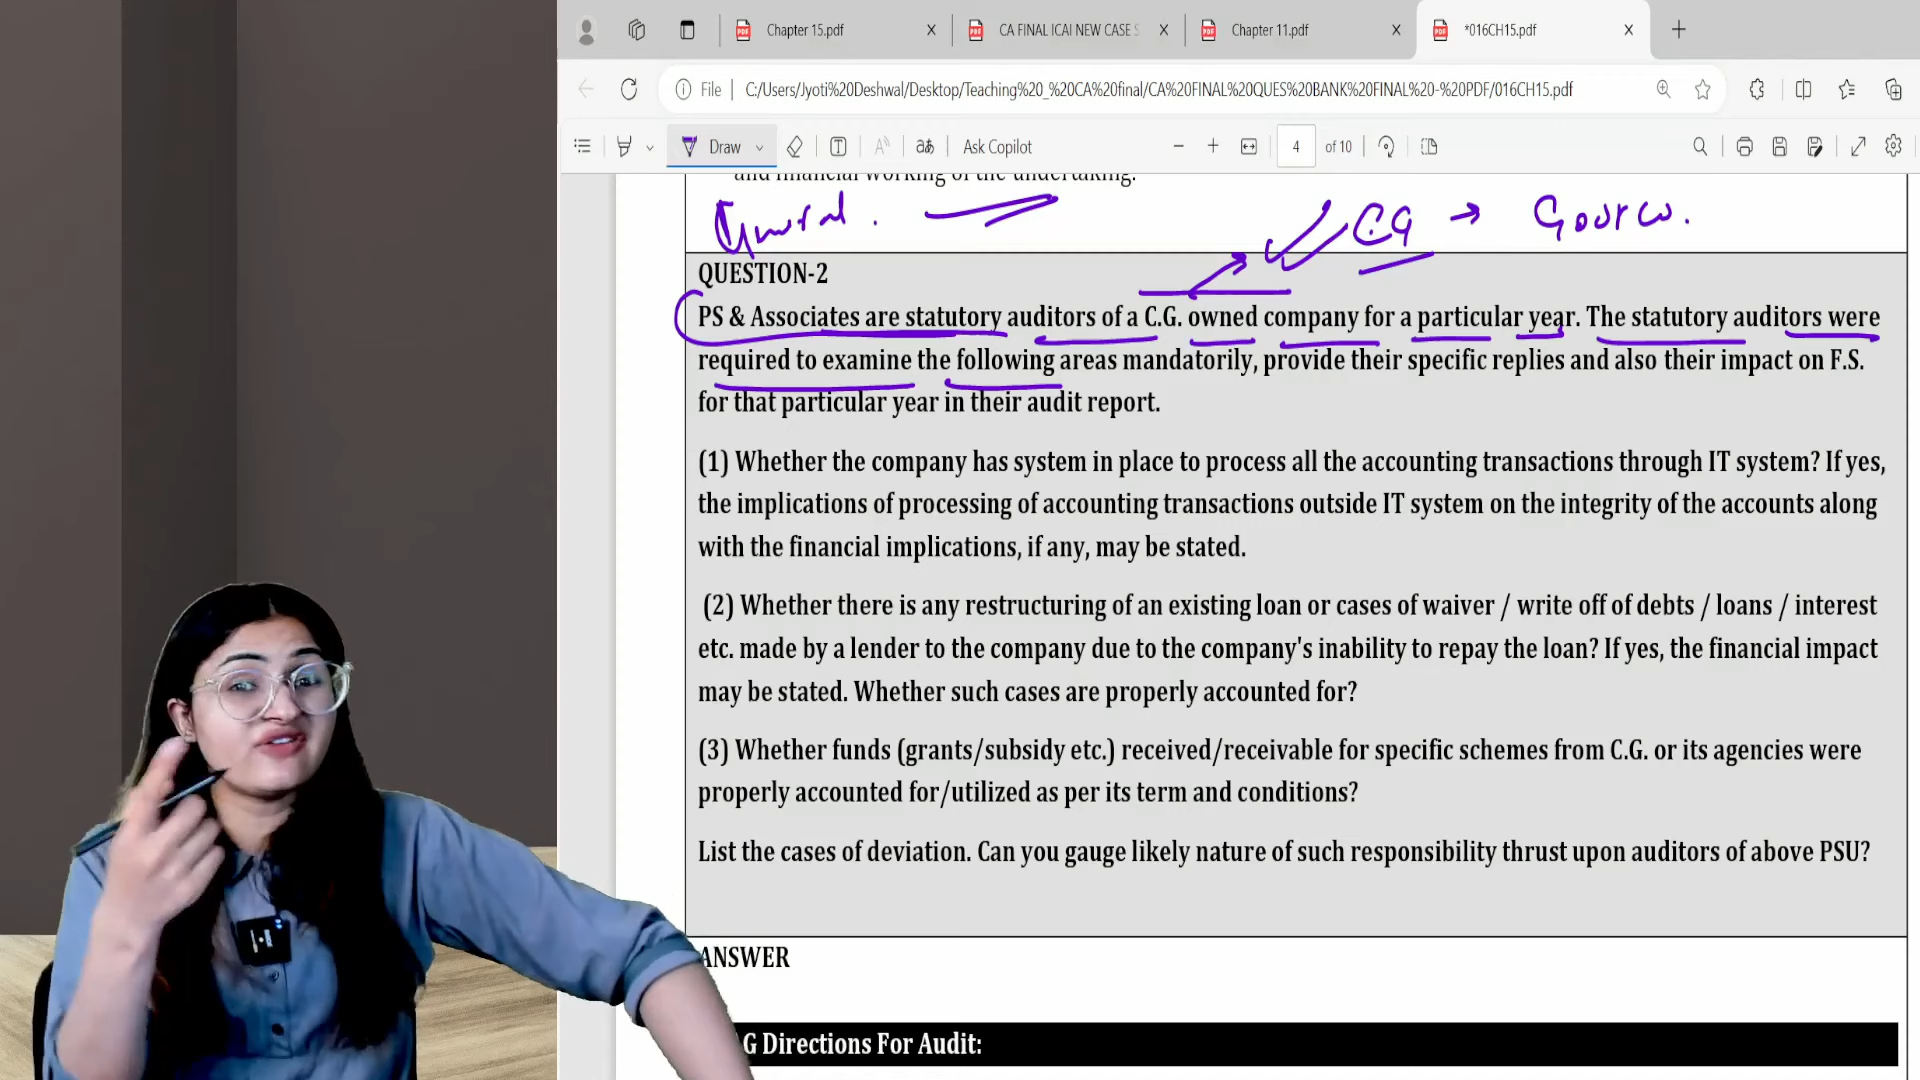 Chapter 15.pdf
CA FINAL ICAI NEW CASE S
Chapter 11.pdf
*016CH15.pdf
File
C:/Users/Jyoti%20Deshwal/Desktop/Teaching%20_%20CA%20final/CA%20FINAL%20QUES%20BANK%20FINAL%20-%20PDF/016CH15.pdf
Draw
Ask Copilot
4 of 10
and financial working of the undertaking.
General. CG → Gov co.
QUESTION-2
PS & Associates are statutory auditors of a C.G. owned company for a particular year. The statutory auditors were
required to examine the following areas mandatorily, provide their specific replies and also their impact on F.S.
for that particular year in their audit report.
(1) Whether the company has system in place to process all the accounting transactions through IT system? If yes,
the implications of processing of accounting transactions outside IT system on the integrity of the accounts along
with the financial implications, if any, may be stated.
(2) Whether there is any restructuring of an existing loan or cases of waiver / write off of debts / loans / interest
etc. made by a lender to the company due to the company's inability to repay the loan? If yes, the financial impact
may be stated. Whether such cases are properly accounted for?
(3) Whether funds (grants/subsidy etc.) received/receivable for specific schemes from C.G. or its agencies were
properly accounted for/utilized as per its term and conditions?
List the cases of deviation. Can you gauge likely nature of such responsibility thrust upon auditors of above PSU?
ANSWER
G Directions For Audit: